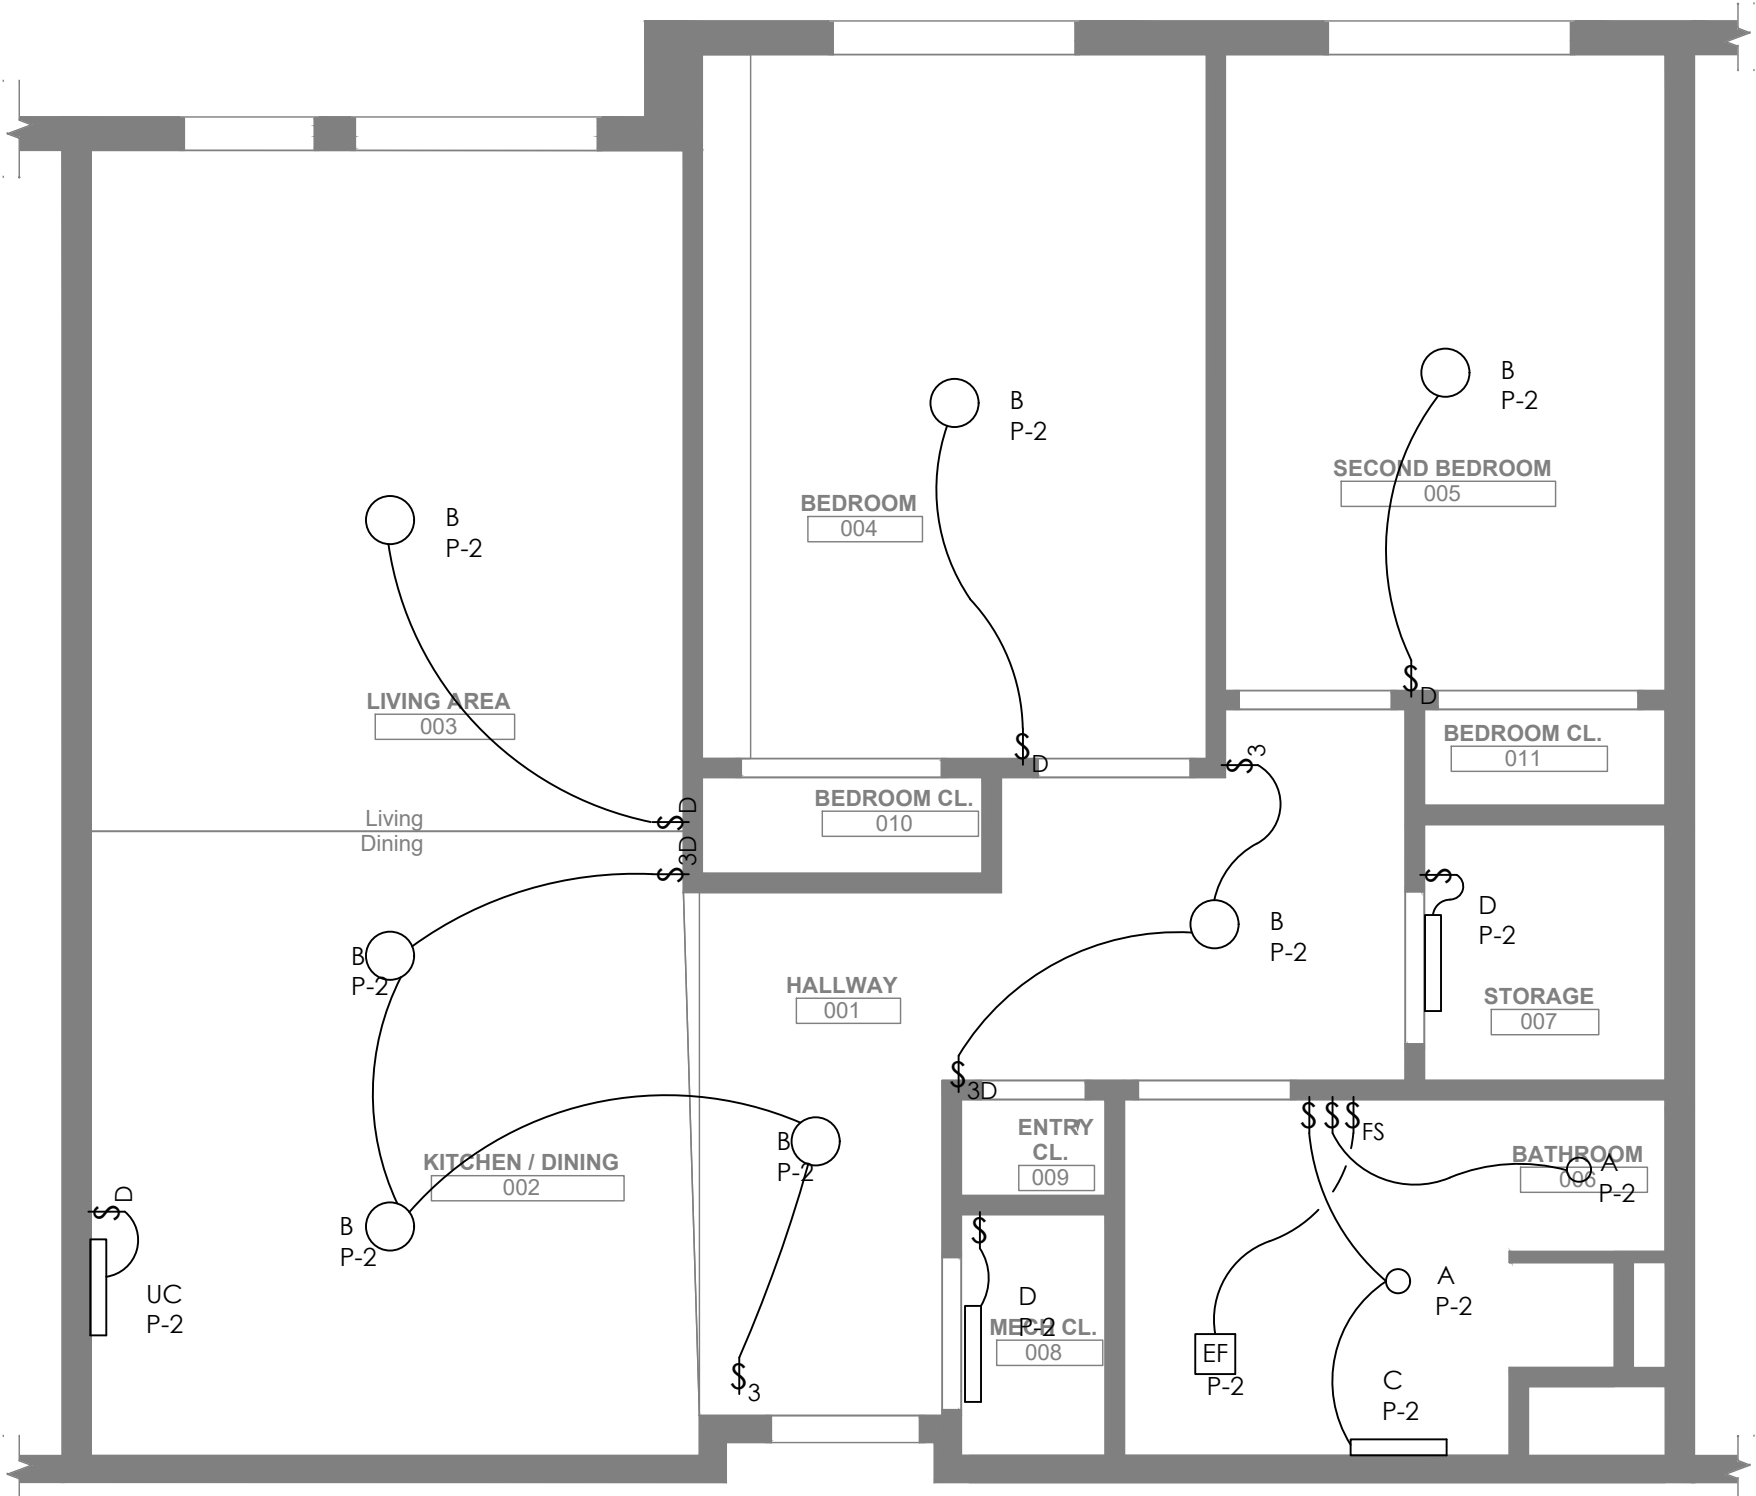 B
P-2
SECOND BEDROOM
005
B
P-2
BEDROOM
004
B
P-2
LIVING AREA
003
$D
BEDROOM CL.
011
$D
$3
BEDROOM CL.
010
Living
Dining
$D
$3D
$
D
P-2
STORAGE
007
B
P-2
B
P-2
HALLWAY
001
$3D
$ $ $FS
ENTRY
CL.
009
BATHROOM
006
A
P-2
B
P-2
KITCHEN / DINING
002
$D
B
P-2
UC
P-2
$
D
P-2
MECH CL.
008
A
P-2
EF
P-2
C
P-2
$3